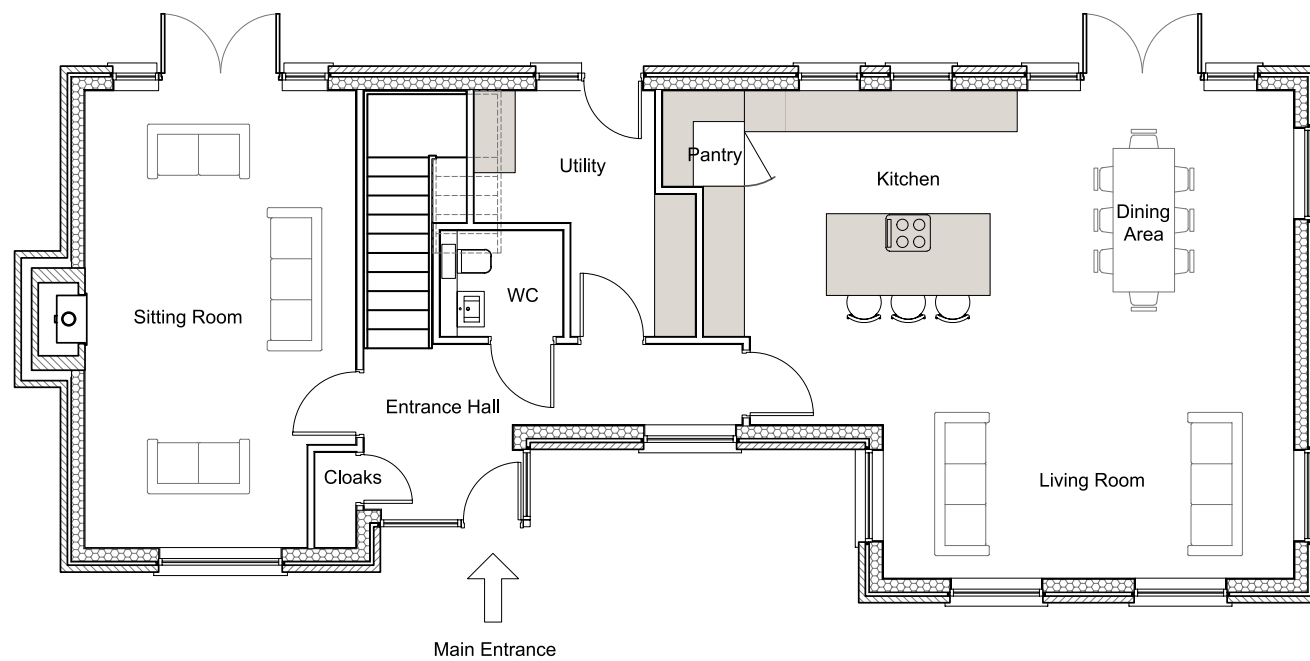 Utility
Pantry
Kitchen
Dining
Area
WC
Sitting Room
Entrance Hall
Cloaks
Living Room
Main Entrance